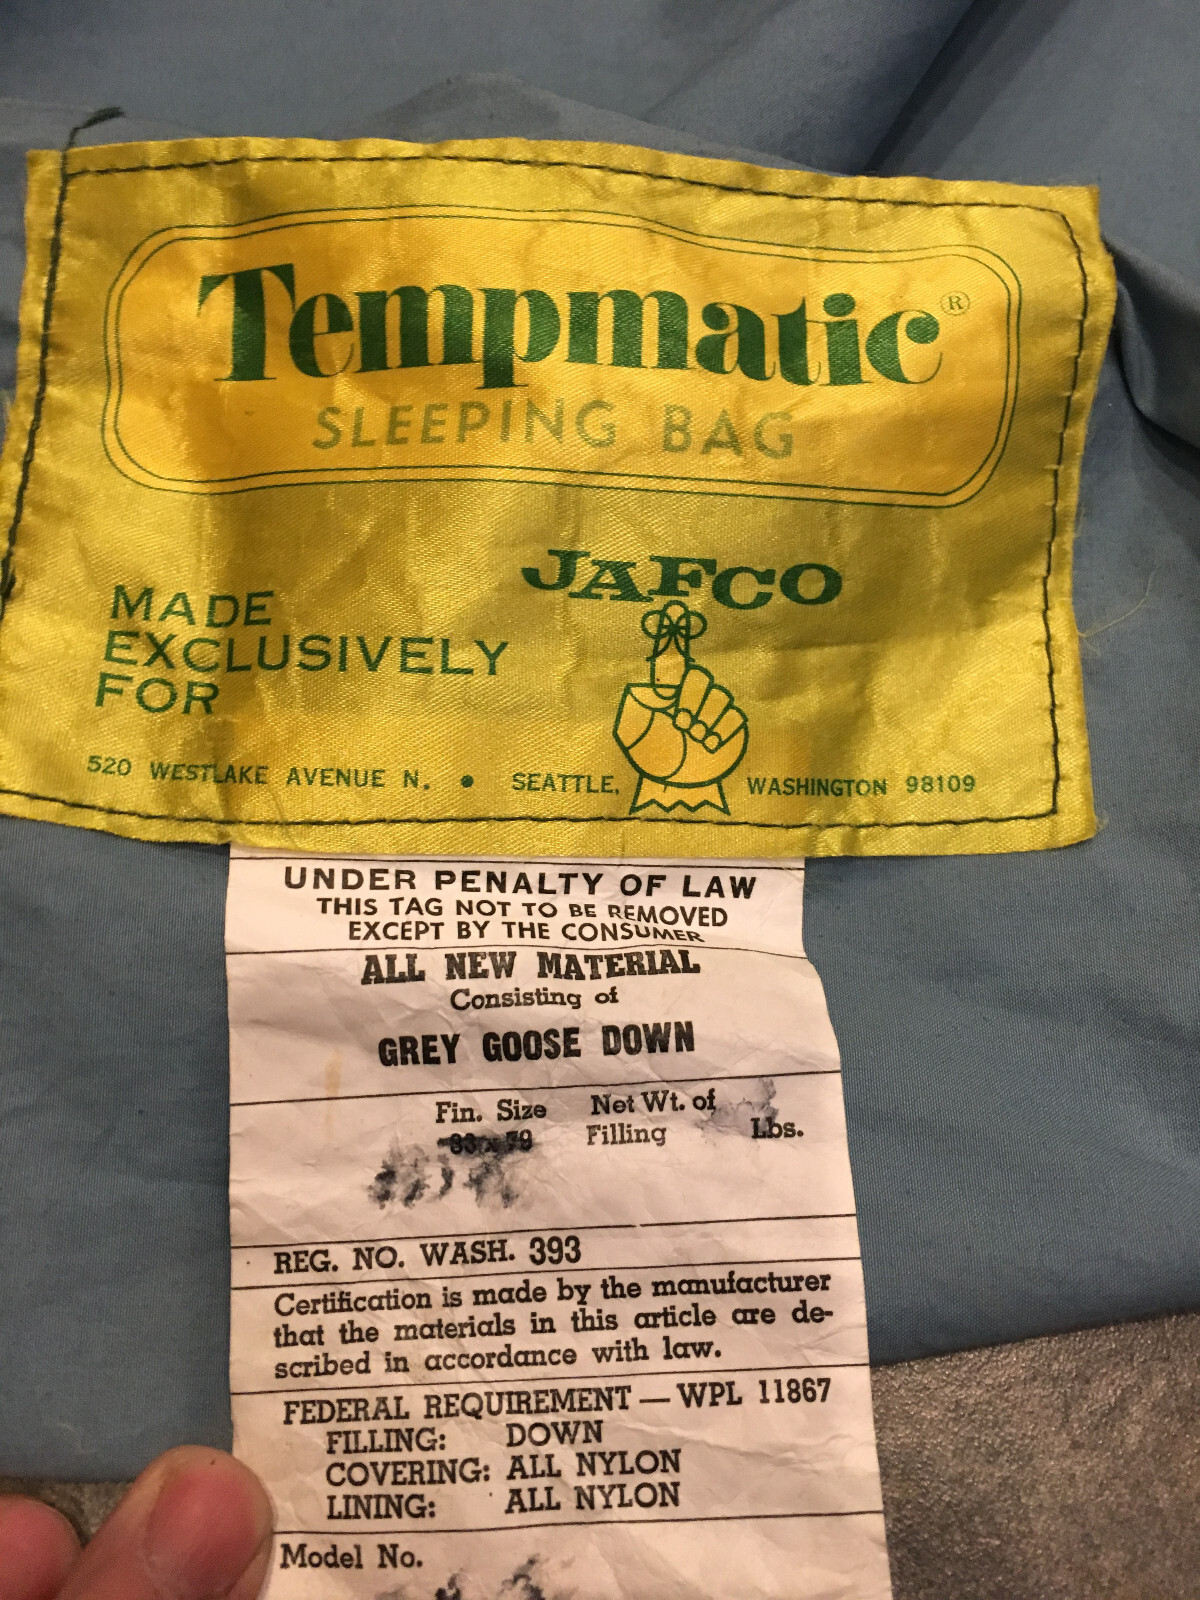 Tempmatic®
SLEEPING BAG
JAFCO
MADE
EXCLUSIVELY
FOR
520 WESTLAKE AVENUE N. • SEATTLE, WASHINGTON 98109
UNDER PENALTY OF LAW
THIS TAG NOT TO BE REMOVED
EXCEPT BY THE CONSUMER
ALL NEW MATERIAL
Consisting of
GREY GOOSE DOWN
Fin. Size Net Wt. of
Filling Lbs.
REG. NO. WASH. 393
Certification is made by the manufacturer
that the materials in this article are de-
scribed in accordance with law.
FEDERAL REQUIREMENT — WPL 11867
FILLING: DOWN
COVERING: ALL NYLON
LINING: ALL NYLON
Model No.